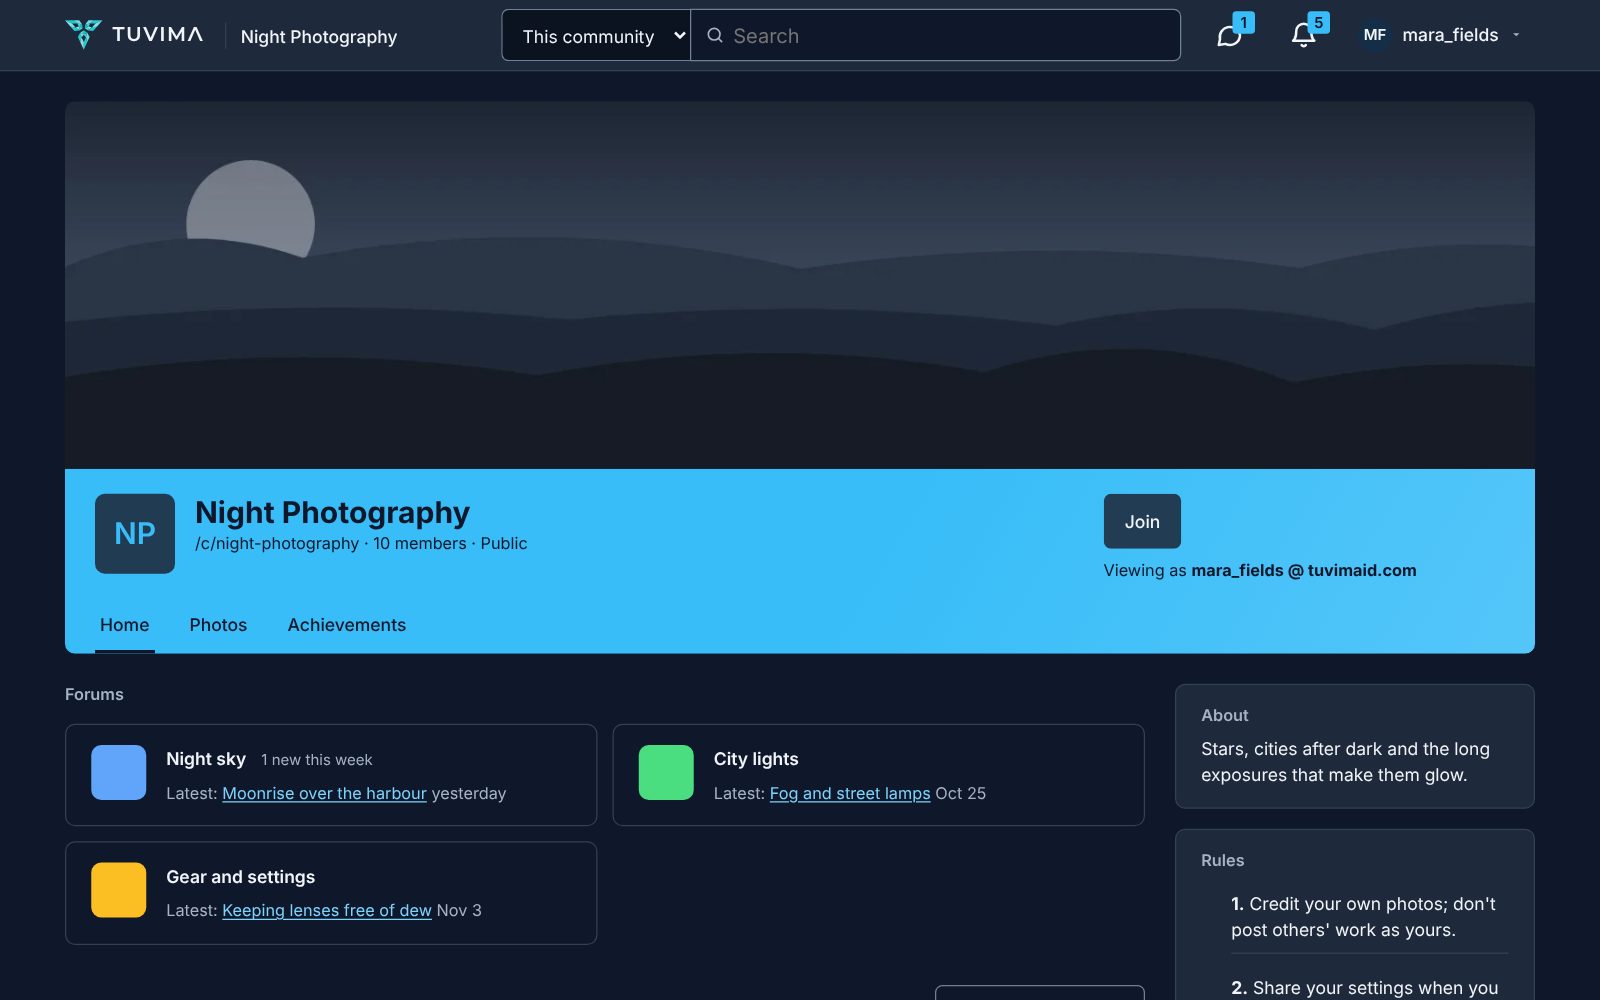 TUVIMA
Night Photography
This community
Search
1
5
MF
mara_fields
NP
Night Photography
/c/night-photography · 10 members · Public
Join
Viewing as mara_fields @ tuvimaid.com
Home
Photos
Achievements
Forums
Night sky 1 new this week
Latest: Moonrise over the harbour yesterday
City lights
Latest: Fog and street lamps Oct 25
Gear and settings
Latest: Keeping lenses free of dew Nov 3
About
Stars, cities after dark and the long
exposures that make them glow.
Rules
1. Credit your own photos; don't
post others' work as yours.
2. Share your settings when you